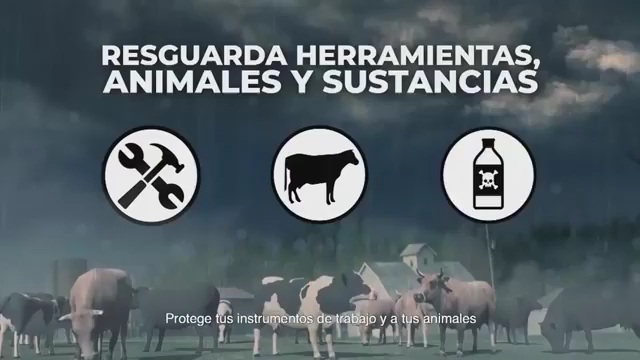 RESGUARDA HERRAMIENTAS,
ANIMALES Y SUSTANCIAS
Protege tus instrumentos de trabajo y a tus animales